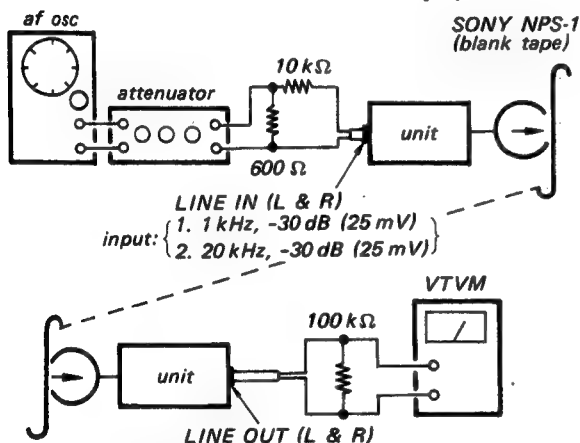 af osc
SONY NPS-1
(blank tape)
attenuator
10 kΩ
unit
600 Ω
LINE IN (L & R)
input: { 1. 1 kHz, -30 dB (25 mV)
2. 20 kHz, -30 dB (25 mV) }
VTVM
100 kΩ
unit
LINE OUT (L & R)